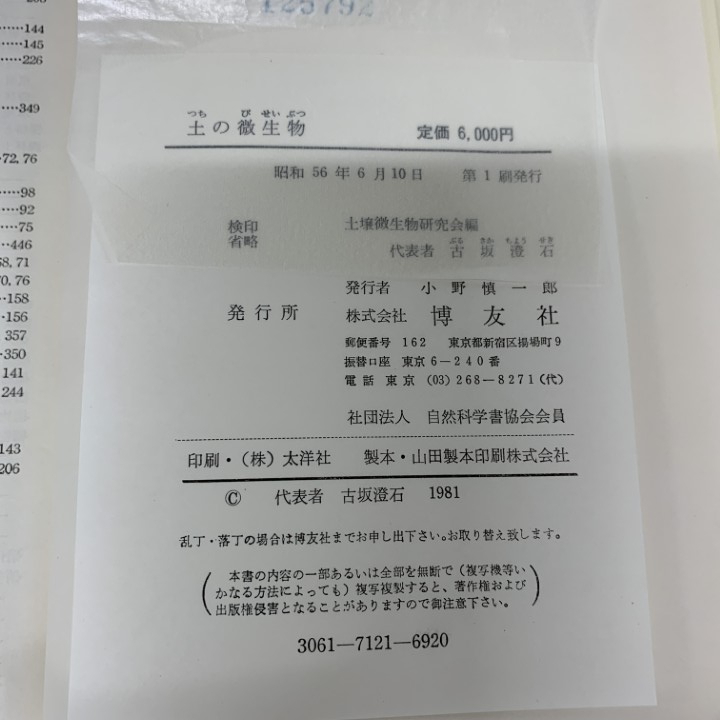 125792
144
145
226
349
72,76
98
92
75
446
68,71
70,76
158
156
357
350
141
244
143
206
つち び せい ぶつ
土の微生物 定価 6,000円
昭和 56 年 6 月 10 日 第 1 刷発行
検印 土壌微生物研究会編
省略
ふる さか ちよう せき
代表者 古 坂 澄 石
発行者 小 野 慎 一 郎
発 行 所 株式会社 博 友 社
郵便番号 162 東京都新宿区揚場町9
振替口座 東京 6―240 番
電 話 東京 (03) 268―8271 (代)
社団法人 自然科学書協会会員
印刷・(株) 太洋社 製本・山田製本印刷株式会社
© 代表者 古坂澄石 1981
乱丁・落丁の場合は博友社までお申し出下さい。お取り替え致します。
本書の内容の一部あるいは全部を無断で(複写機等い
かなる方法によっても)複写複製すると、著作権および
出版権侵害となることがありますので御注意下さい。
3061―7121―6920